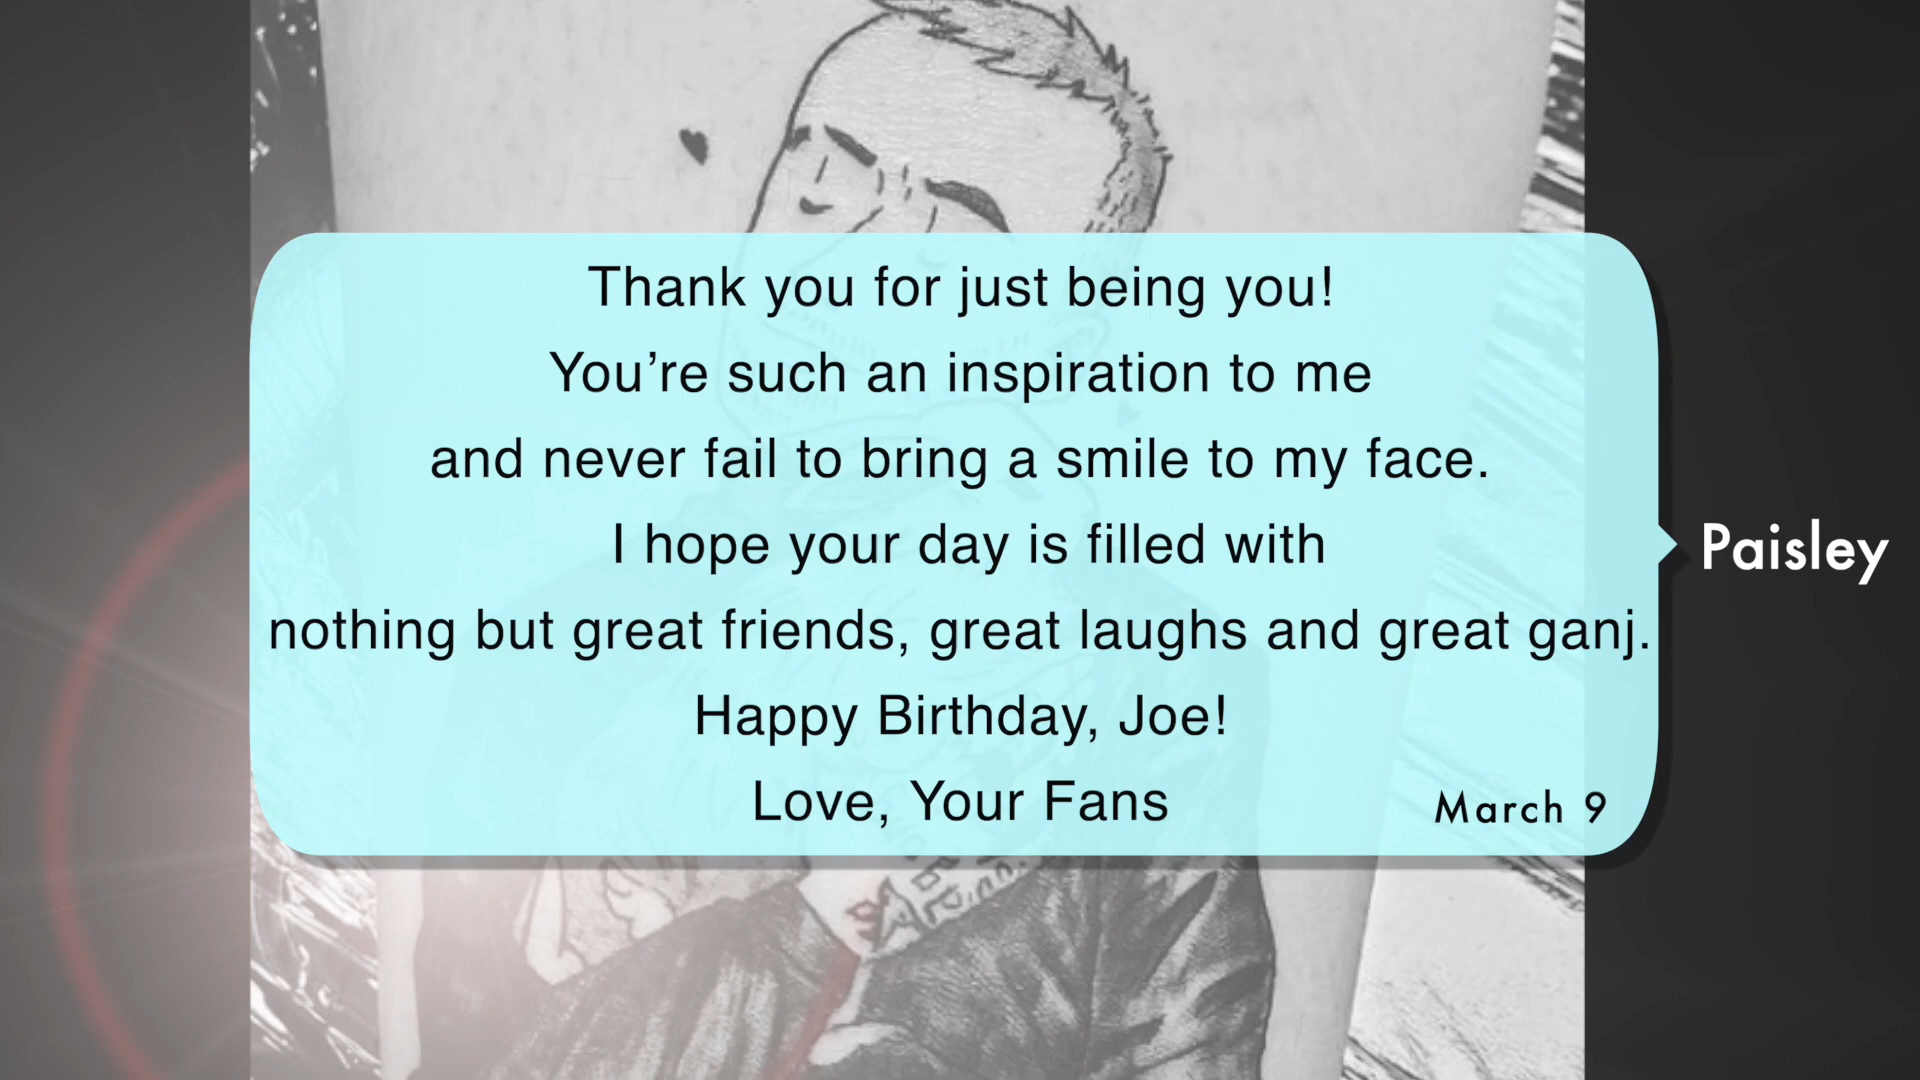 Thank you for just being you!
You’re such an inspiration to me
and never fail to bring a smile to my face.
I hope your day is filled with
nothing but great friends, great laughs and great ganj.
Happy Birthday, Joe!
Love, Your Fans
March 9
Paisley